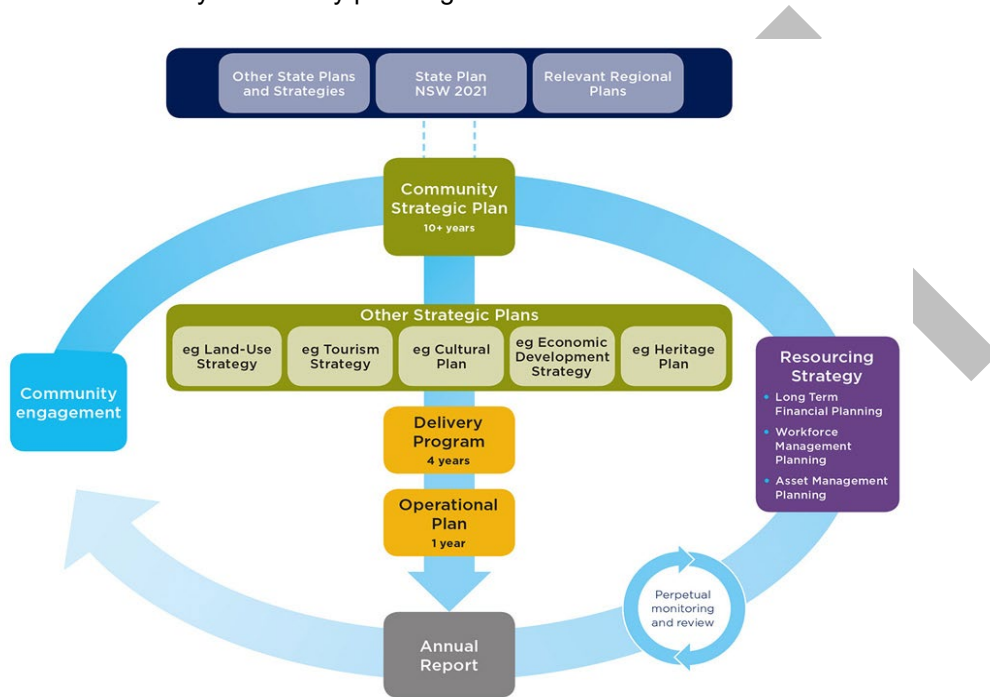 Other State Plans
and Strategies
State Plan
NSW 2021
Relevant Regional
Plans
Community
Strategic Plan
10+ years
Other Strategic Plans
eg Land-Use
Strategy
eg Tourism
Strategy
eg Cultural
Plan
eg Economic
Development
Strategy
eg Heritage
Plan
Community
engagement
Resourcing
Strategy
• Long Term
Financial Planning
• Workforce
Management
Planning
• Asset Management
Planning
Delivery
Program
4 years
Operational
Plan
1 year
Perpetual
monitoring
and review
Annual
Report